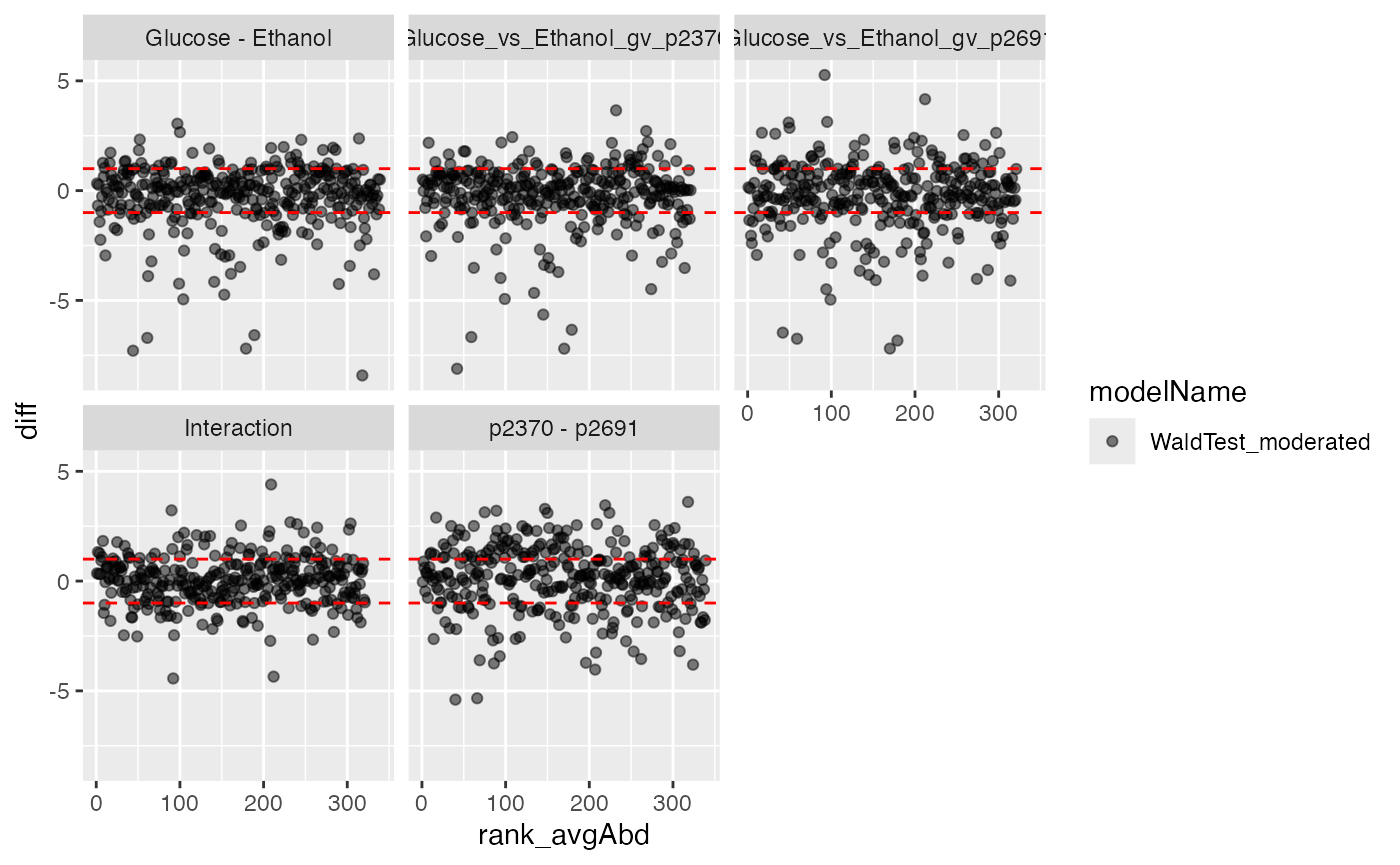 Glucose - Ethanol
Glucose_vs_Ethanol_gv_p2370
Glucose_vs_Ethanol_gv_p2691
5
0
-5
0 100 200 300
Interaction
p2370 - p2691
5
0
-5
0 100 200 300
0 100 200 300
diff
rank_avgAbd
modelName
WaldTest_moderated